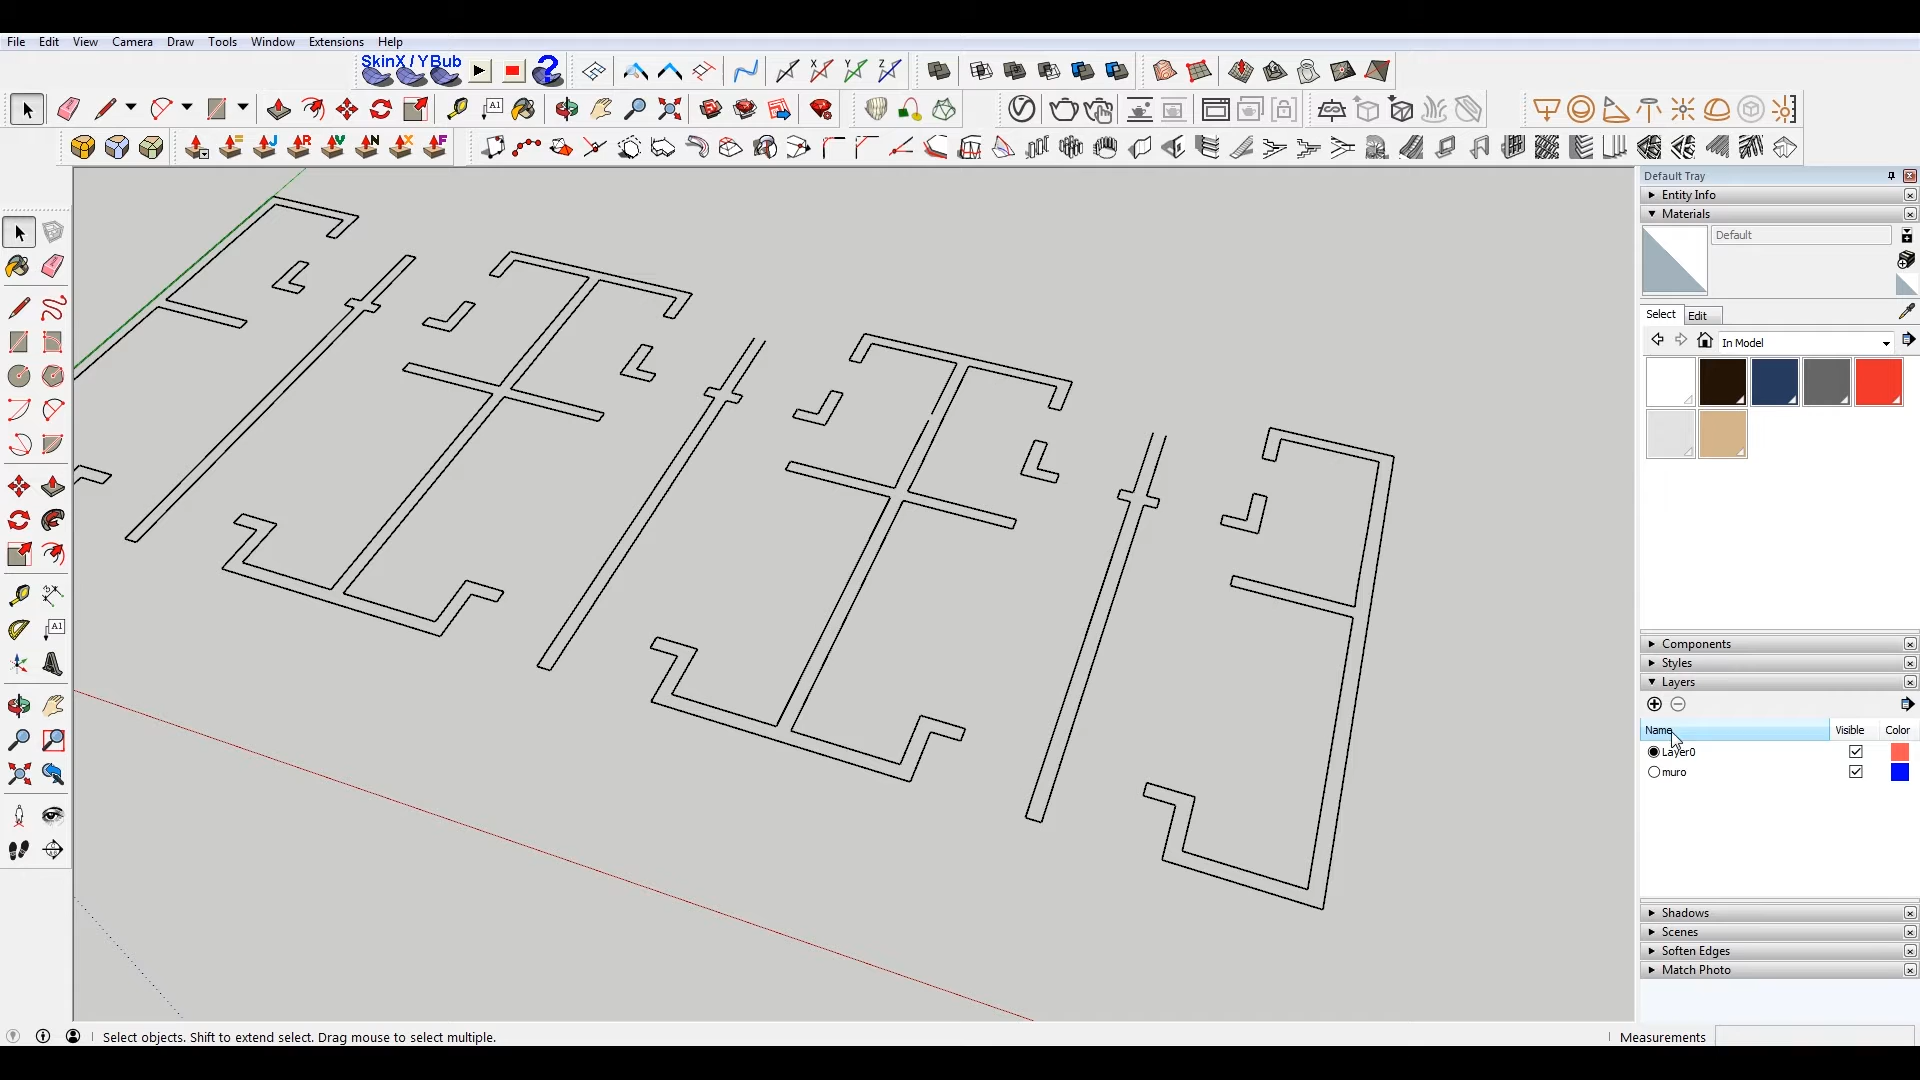 File Edit View Camera Draw Tools Window Extensions Help
SkinX / YBub
?
X Y Z
A1
J R V N X F
Default Tray
Entity Info
Materials
Default
Select Edit
In Model
A1
Components
Styles
Layers
Name Visible Color
Layer0
muro
Shadows
Scenes
Soften Edges
Match Photo
Select objects. Shift to extend select. Drag mouse to select multiple.
Measurements